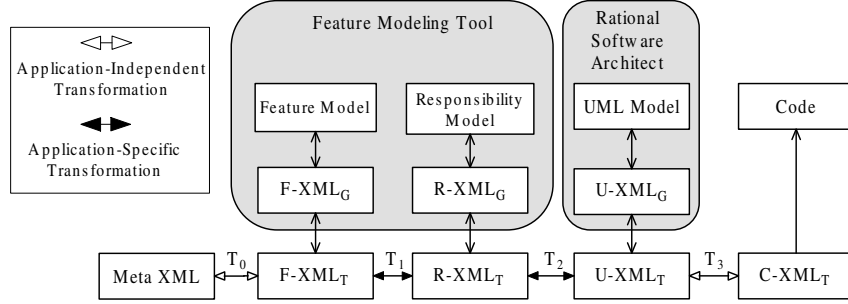 Feature Modeling Tool
Rational
Software
Architect
Application-Independent
Transformation
Application-Specific
Transformation
Feature Model
Responsibility
Model
UML Model
Code
F-XML_G
R-XML_G
U-XML_G
T_0
T_1
T_2
T_3
Meta XML
F-XML_T
R-XML_T
U-XML_T
C-XML_T